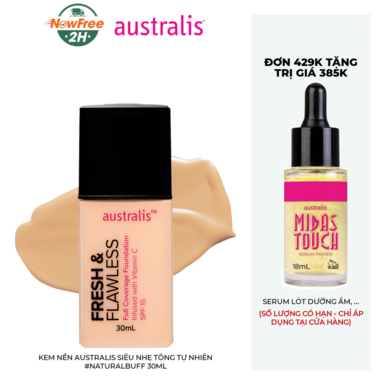 NowFree
2H
australis
ĐƠN 429K TẶNG
TRỊ GIÁ 385K
australis™
FRESH &
FLAWLESS
Full Coverage Foundation
Infused with Vitamin C
SPF 15
30mL
australis
MIDAS
TOUCH
SERUM PRIMER
18mL
KEM NỀN AUSTRALIS SIÊU NHẸ TÔNG TỰ NHIÊN
#NATURALBUFF 30ML
SERUM LÓT DƯỠNG ẨM, ...
(SỐ LƯỢNG CÓ HẠN - CHỈ ÁP
DỤNG TẠI CỬA HÀNG)